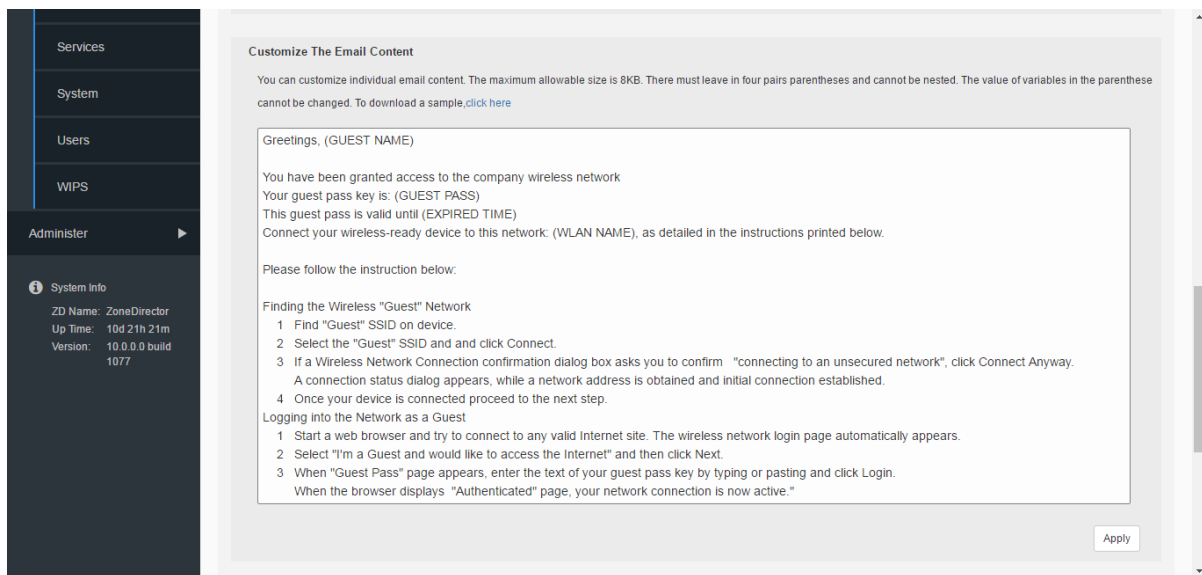 Services
System
Users
WIPS
Administer
System Info
ZD Name: ZoneDirector
Up Time: 10d 21h 21m
Version: 10.0.0.0 build
1077
Customize The Email Content
You can customize individual email content. The maximum allowable size is 8KB. There must leave in four pairs parentheses and cannot be nested. The value of variables in the parenthese
cannot be changed. To download a sample,click here
Greetings, (GUEST NAME)
You have been granted access to the company wireless network
Your guest pass key is: (GUEST PASS)
This guest pass is valid until (EXPIRED TIME)
Connect your wireless-ready device to this network: (WLAN NAME), as detailed in the instructions printed below.
Please follow the instruction below:
Finding the Wireless "Guest" Network
1 Find "Guest" SSID on device.
2 Select the "Guest" SSID and and click Connect.
3 If a Wireless Network Connection confirmation dialog box asks you to confirm "connecting to an unsecured network", click Connect Anyway.
A connection status dialog appears, while a network address is obtained and initial connection established.
4 Once your device is connected proceed to the next step.
Logging into the Network as a Guest
1 Start a web browser and try to connect to any valid Internet site. The wireless network login page automatically appears.
2 Select "I'm a Guest and would like to access the Internet" and then click Next.
3 When "Guest Pass" page appears, enter the text of your guest pass key by typing or pasting and click Login.
When the browser displays "Authenticated" page, your network connection is now active."
Apply